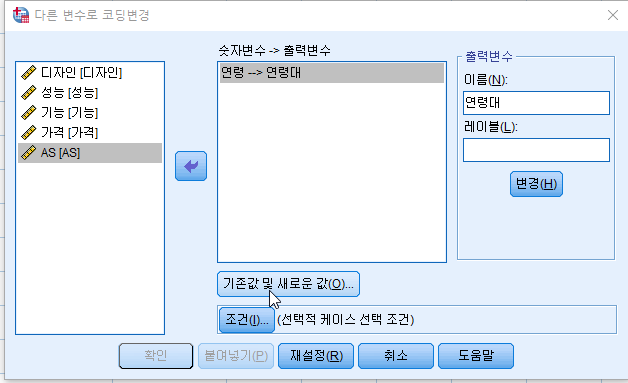 다른 변수로 코딩변경
디자인 [디자인]
성능 [성능]
기능 [기능]
가격 [가격]
AS [AS]
숫자변수 -> 출력변수
연령 --> 연령대
출력변수
이름(N):
연령대
레이블(L):
변경(H)
기존값 및 새로운 값(O)...
조건(I)...
(선택적 케이스 선택 조건)
확인
붙여넣기(P)
재설정(R)
취소
도움말